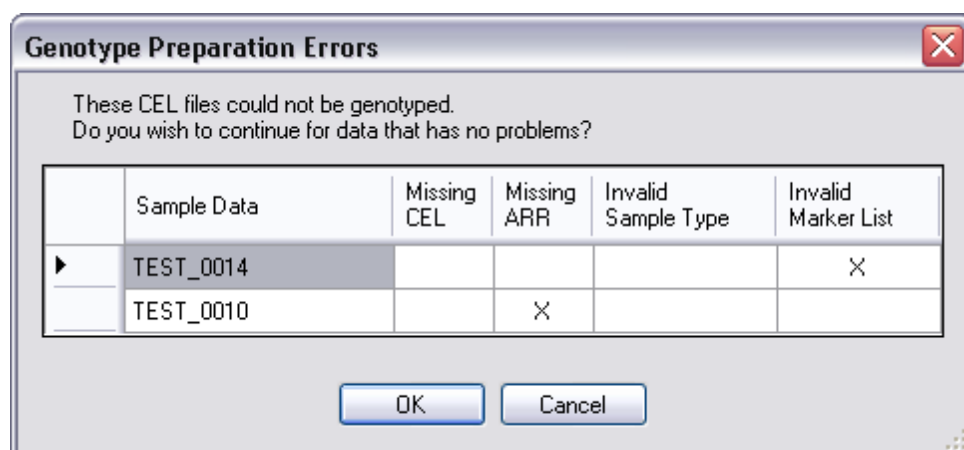 Genotype Preparation Errors
These CEL files could not be genotyped.
Do you wish to continue for data that has no problems?
Sample Data Missing CEL Missing ARR Invalid Sample Type Invalid Marker List
TEST_0014 X
TEST_0010 X
OK Cancel